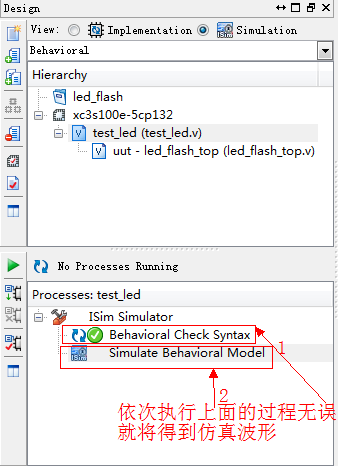 Design
View:
Implementation
Simulation
Behavioral
Hierarchy
led_flash
xc3s100e-5cp132
test_led (test_led.v)
uut - led_flash_top (led_flash_top.v)
No Processes Running
Processes: test_led
ISim Simulator
Behavioral Check Syntax
1
Simulate Behavioral Model
2
依次执行上面的过程无误
就将得到仿真波形